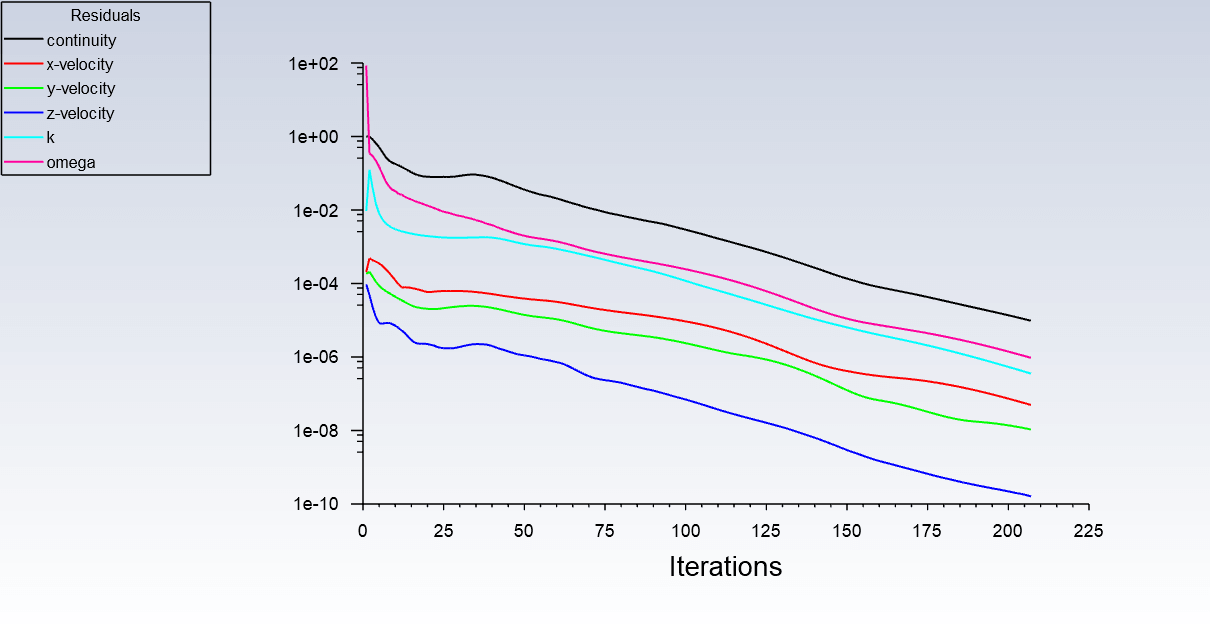 Residuals
continuity
x-velocity
y-velocity
z-velocity
k
omega
1e+02
1e+00
1e-02
1e-04
1e-06
1e-08
1e-10
0 25 50 75 100 125 150 175 200 225
Iterations